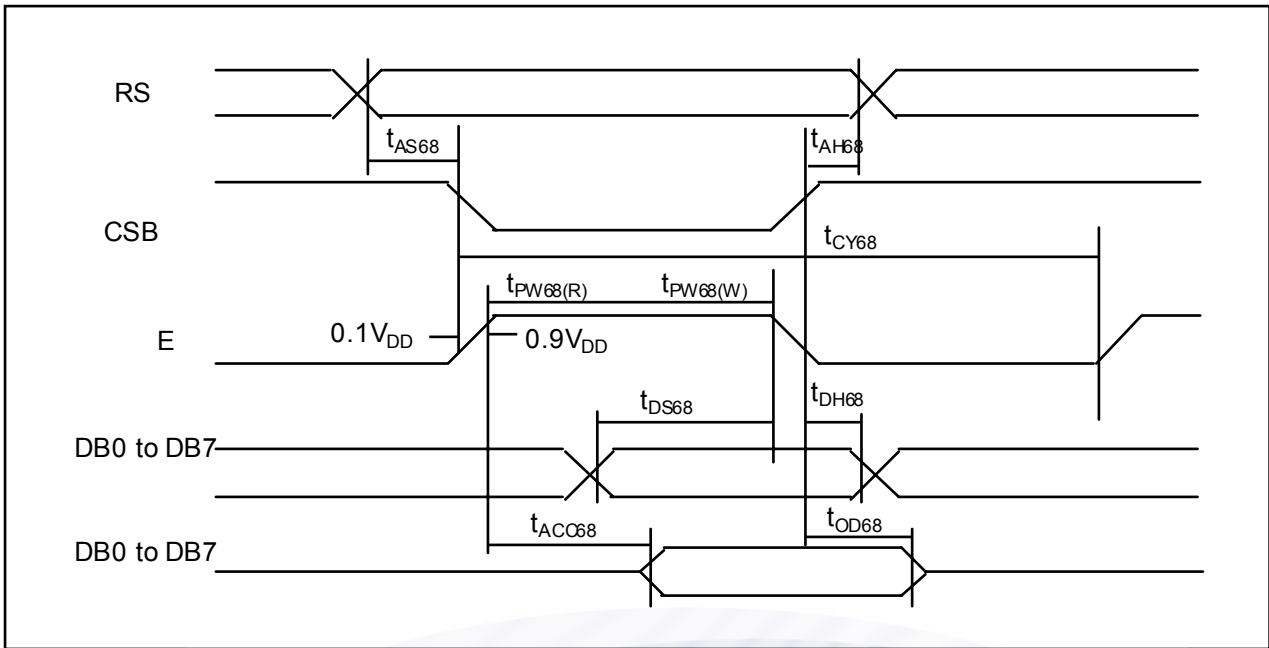 RS
tAS68
tAH68
CSB
tCY68
tPW68(R)
tPW68(W)
E
0.1VDD
0.9VDD
tDS68
tDH68
DB0 to DB7
tACC68
tOD68
DB0 to DB7